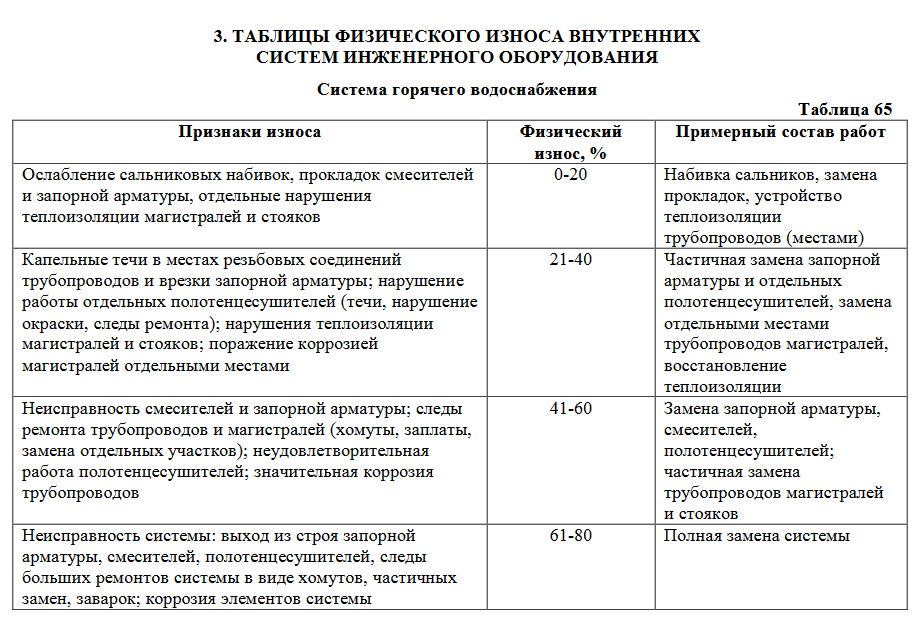 3. ТАБЛИЦЫ ФИЗИЧЕСКОГО ИЗНОСА ВНУТРЕННИХ
СИСТЕМ ИНЖЕНЕРНОГО ОБОРУДОВАНИЯ
Система горячего водоснабжения
Таблица 65
Признаки износа
Физический
износ, %
Примерный состав работ
Ослабление сальниковых набивок, прокладок смесителей
и запорной арматуры, отдельные нарушения
теплоизоляции магистралей и стояков
0-20
Набивка сальников, замена
прокладок, устройство
теплоизоляции
трубопроводов (местами)
Капельные течи в местах резьбовых соединений
трубопроводов и врезки запорной арматуры; нарушение
работы отдельных полотенцесушителей (течи, нарушение
окраски, следы ремонта); нарушения теплоизоляции
магистралей и стояков; поражение коррозией
магистралей отдельными местами
21-40
Частичная замена запорной
арматуры и отдельных
полотенцесушителей, замена
отдельными местами
трубопроводов магистралей,
восстановление
теплоизоляции
Неисправность смесителей и запорной арматуры; следы
ремонта трубопроводов и магистралей (хомуты, заплаты,
замена отдельных участков); неудовлетворительная
работа полотенцесушителей; значительная коррозия
трубопроводов
41-60
Замена запорной арматуры,
смесителей,
полотенцесушителей;
частичная замена
трубопроводов магистралей
и стояков
Неисправность системы: выход из строя запорной
арматуры, смесителей, полотенцесушителей, следы
больших ремонтов системы в виде хомутов, частичных
замен, заварок; коррозия элементов системы
61-80
Полная замена системы